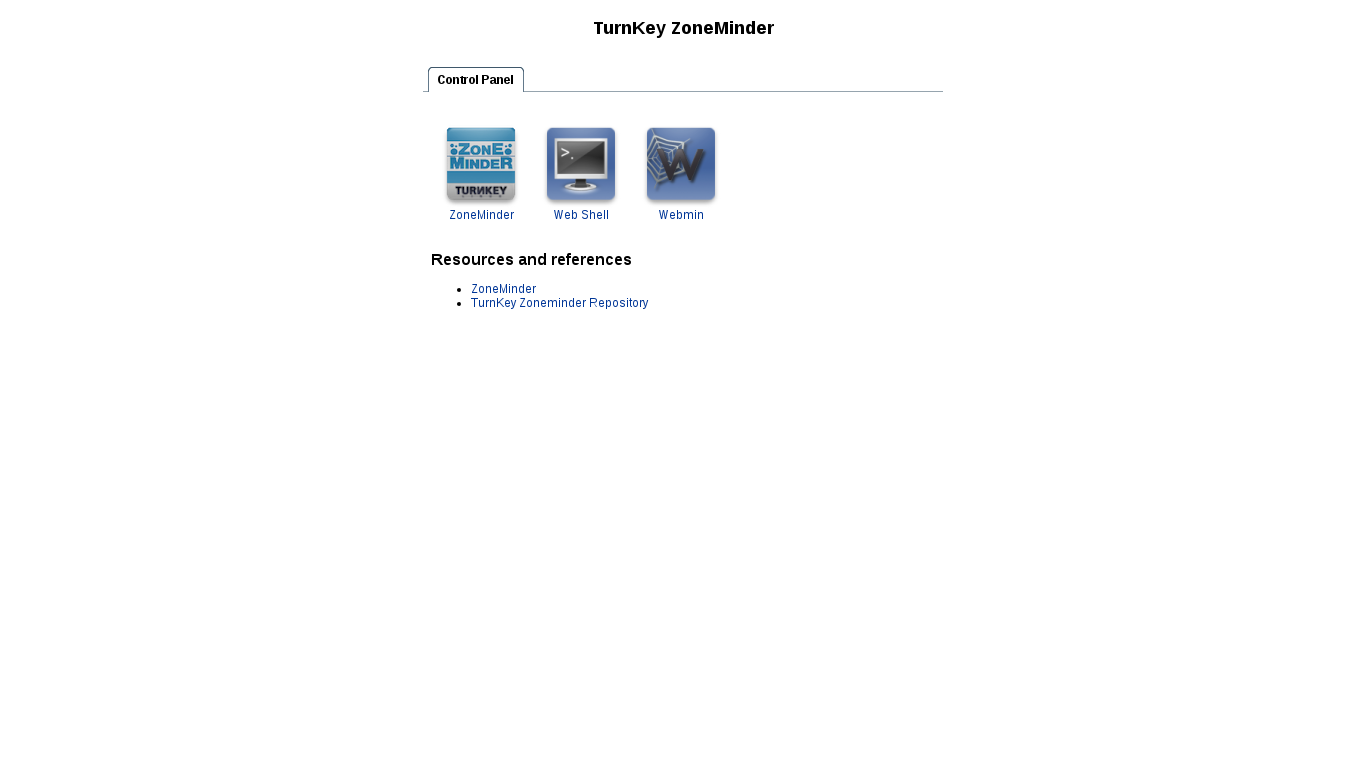 TurnKey ZoneMinder
Control Panel
ZONE
MINDER
TURNKEY
>.
W
ZoneMinder Web Shell Webmin
Resources and references
ZoneMinder
TurnKey Zoneminder Repository